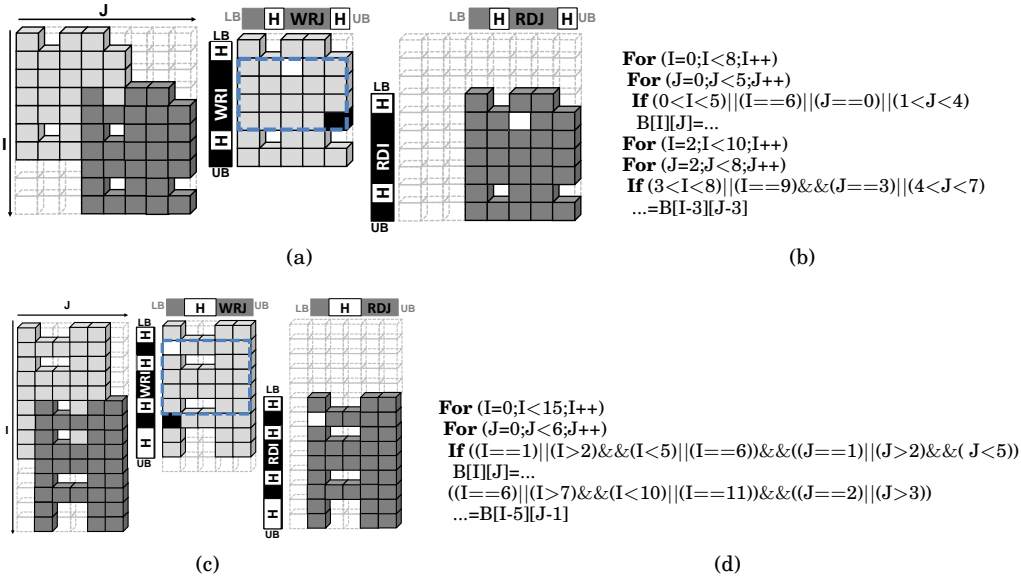 J
I
LB H WRJ H UB
LB
H
WRI
H
UB
LB H RDJ H UB
LB
H
RDI
H
UB
(a)
For (I=0;I<8;I++)
For (J=0;J<5;J++)
If (0<I<5)||(I==6)||(J==0)||(1<J<4)
B[I][J]=...
For (I=2;I<10;I++)
For (J=2;J<8;J++)
If (3<I<8)||(I==9)&&(J==3)||(4<J<7)
...=B[I-3][J-3]
(b)
J
I
LB H WRJ UB
LB
H
H
WRI
H
H
UB
LB H RDJ UB
LB
H
H
RDI
H
H
UB
(c)
For (I=0;I<15;I++)
For (J=0;J<6;J++)
If ((I==1)||(I>2)&&(I<5)||(I==6))&&((J==1)||(J>2)&&( J<5))
B[I][J]=...
((I==6)||(I>7)&&(I<10)||(I==11))&&((J==2)||(J>3))
...=B[I-5][J-1]
(d)